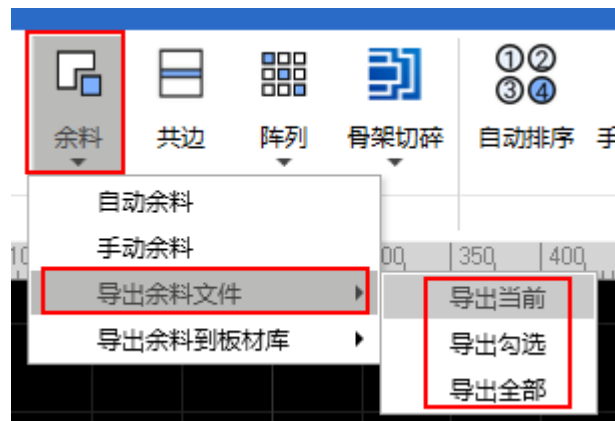 ①②
③④
余料 共边 阵列 骨架切碎 自动排序 手
自动余料
手动余料
10 00 350 400
导出余料文件 导出当前
导出余料到板材库 导出勾选
导出全部